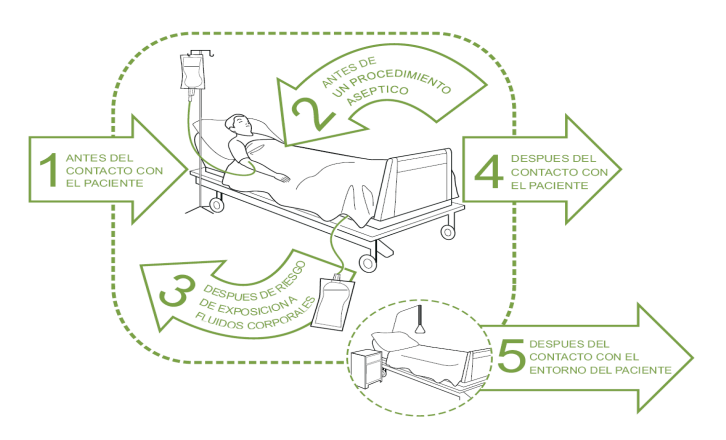 1
ANTES DEL
CONTACTO CON
EL PACIENTE
2
ANTES DE
UN PROCEDIMIENTO
ASEPTICO
3
DESPUES DE RIESGO
DE EXPOSICION A
FLUIDOS CORPORALES
4
DESPUES DEL
CONTACTO CON
EL PACIENTE
5
DESPUES DEL
CONTACTO CON EL
ENTORNO DEL PACIENTE